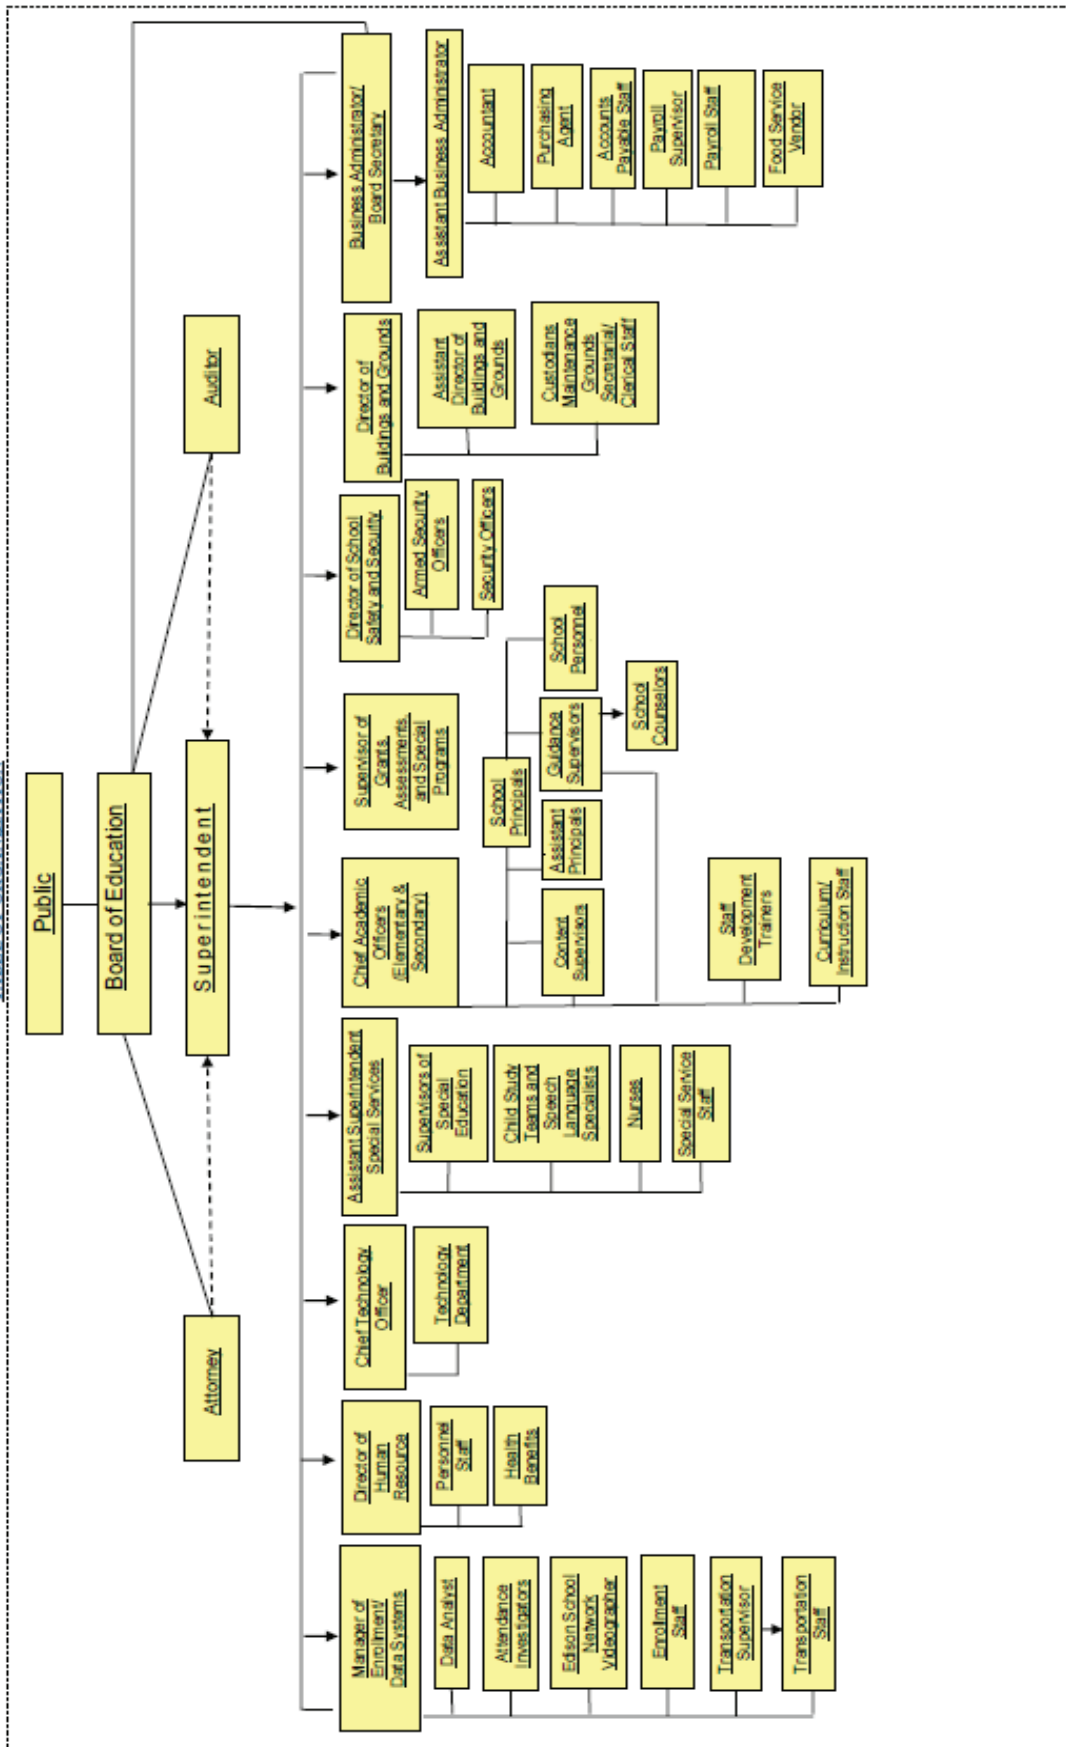 Public
Board of Education
Superintendent
Attorney
Auditor
Manager of
Enrollment/
Data Systems
Data Analyst
Attendance
Investigators
Edison School
Network
Videographer
Enrollment
Staff
Transportation
Supervisor
Transportation
Staff
Director of
Human
Resource
Personnel
Staff
Health
Benefits
Chief Technology
Officer
Technology
Department
Assistant Superintendent
Special Services
Supervisors of
Special
Education
Child Study
Teams and
Speech
Language
Specialists
Nurses
Special Service
Staff
Chief Academic
Officers
(Elementary &
Secondary)
School
Principals
Content
Supervisors
Assistant
Principals
Guidance
Supervisors
School
Personnel
School
Counselors
Staff
Development
Trainers
Curriculum/
Instruction Staff
Supervisor of
Grants,
Assessments,
and Special
Programs
Director of School
Safety and Security
Armed Security
Officers
Security Officers
Director of
Buildings and Grounds
Assistant
Director of
Buildings and
Grounds
Custodians
Maintenance
Grounds
Secretarial/
Clerical Staff
Business Administrator/
Board Secretary
Assistant Business Administrator
Accountant
Purchasing
Agent
Accounts
Payable Staff
Payroll
Supervisor
Payroll Staff
Food Service
Vendor